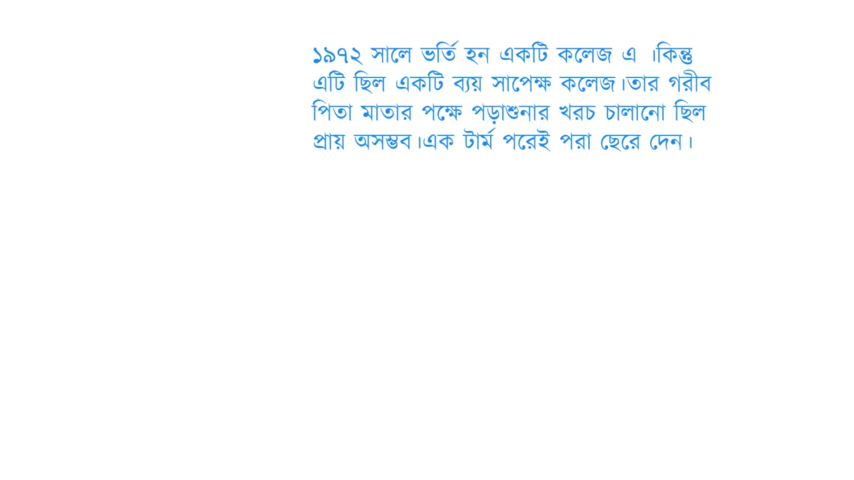 ১৯৭২ সালে ভর্তি হন একটি কলেজ এ ।কিন্তু
এটি ছিল একটি ব্যয় সাপেক্ষ কলেজ।তার গরীব
পিতা মাতার পক্ষে পড়াশুনার খরচ চালানো ছিল
প্রায় অসম্ভব।এক টার্ম পরেই পরা ছেরে দেন।